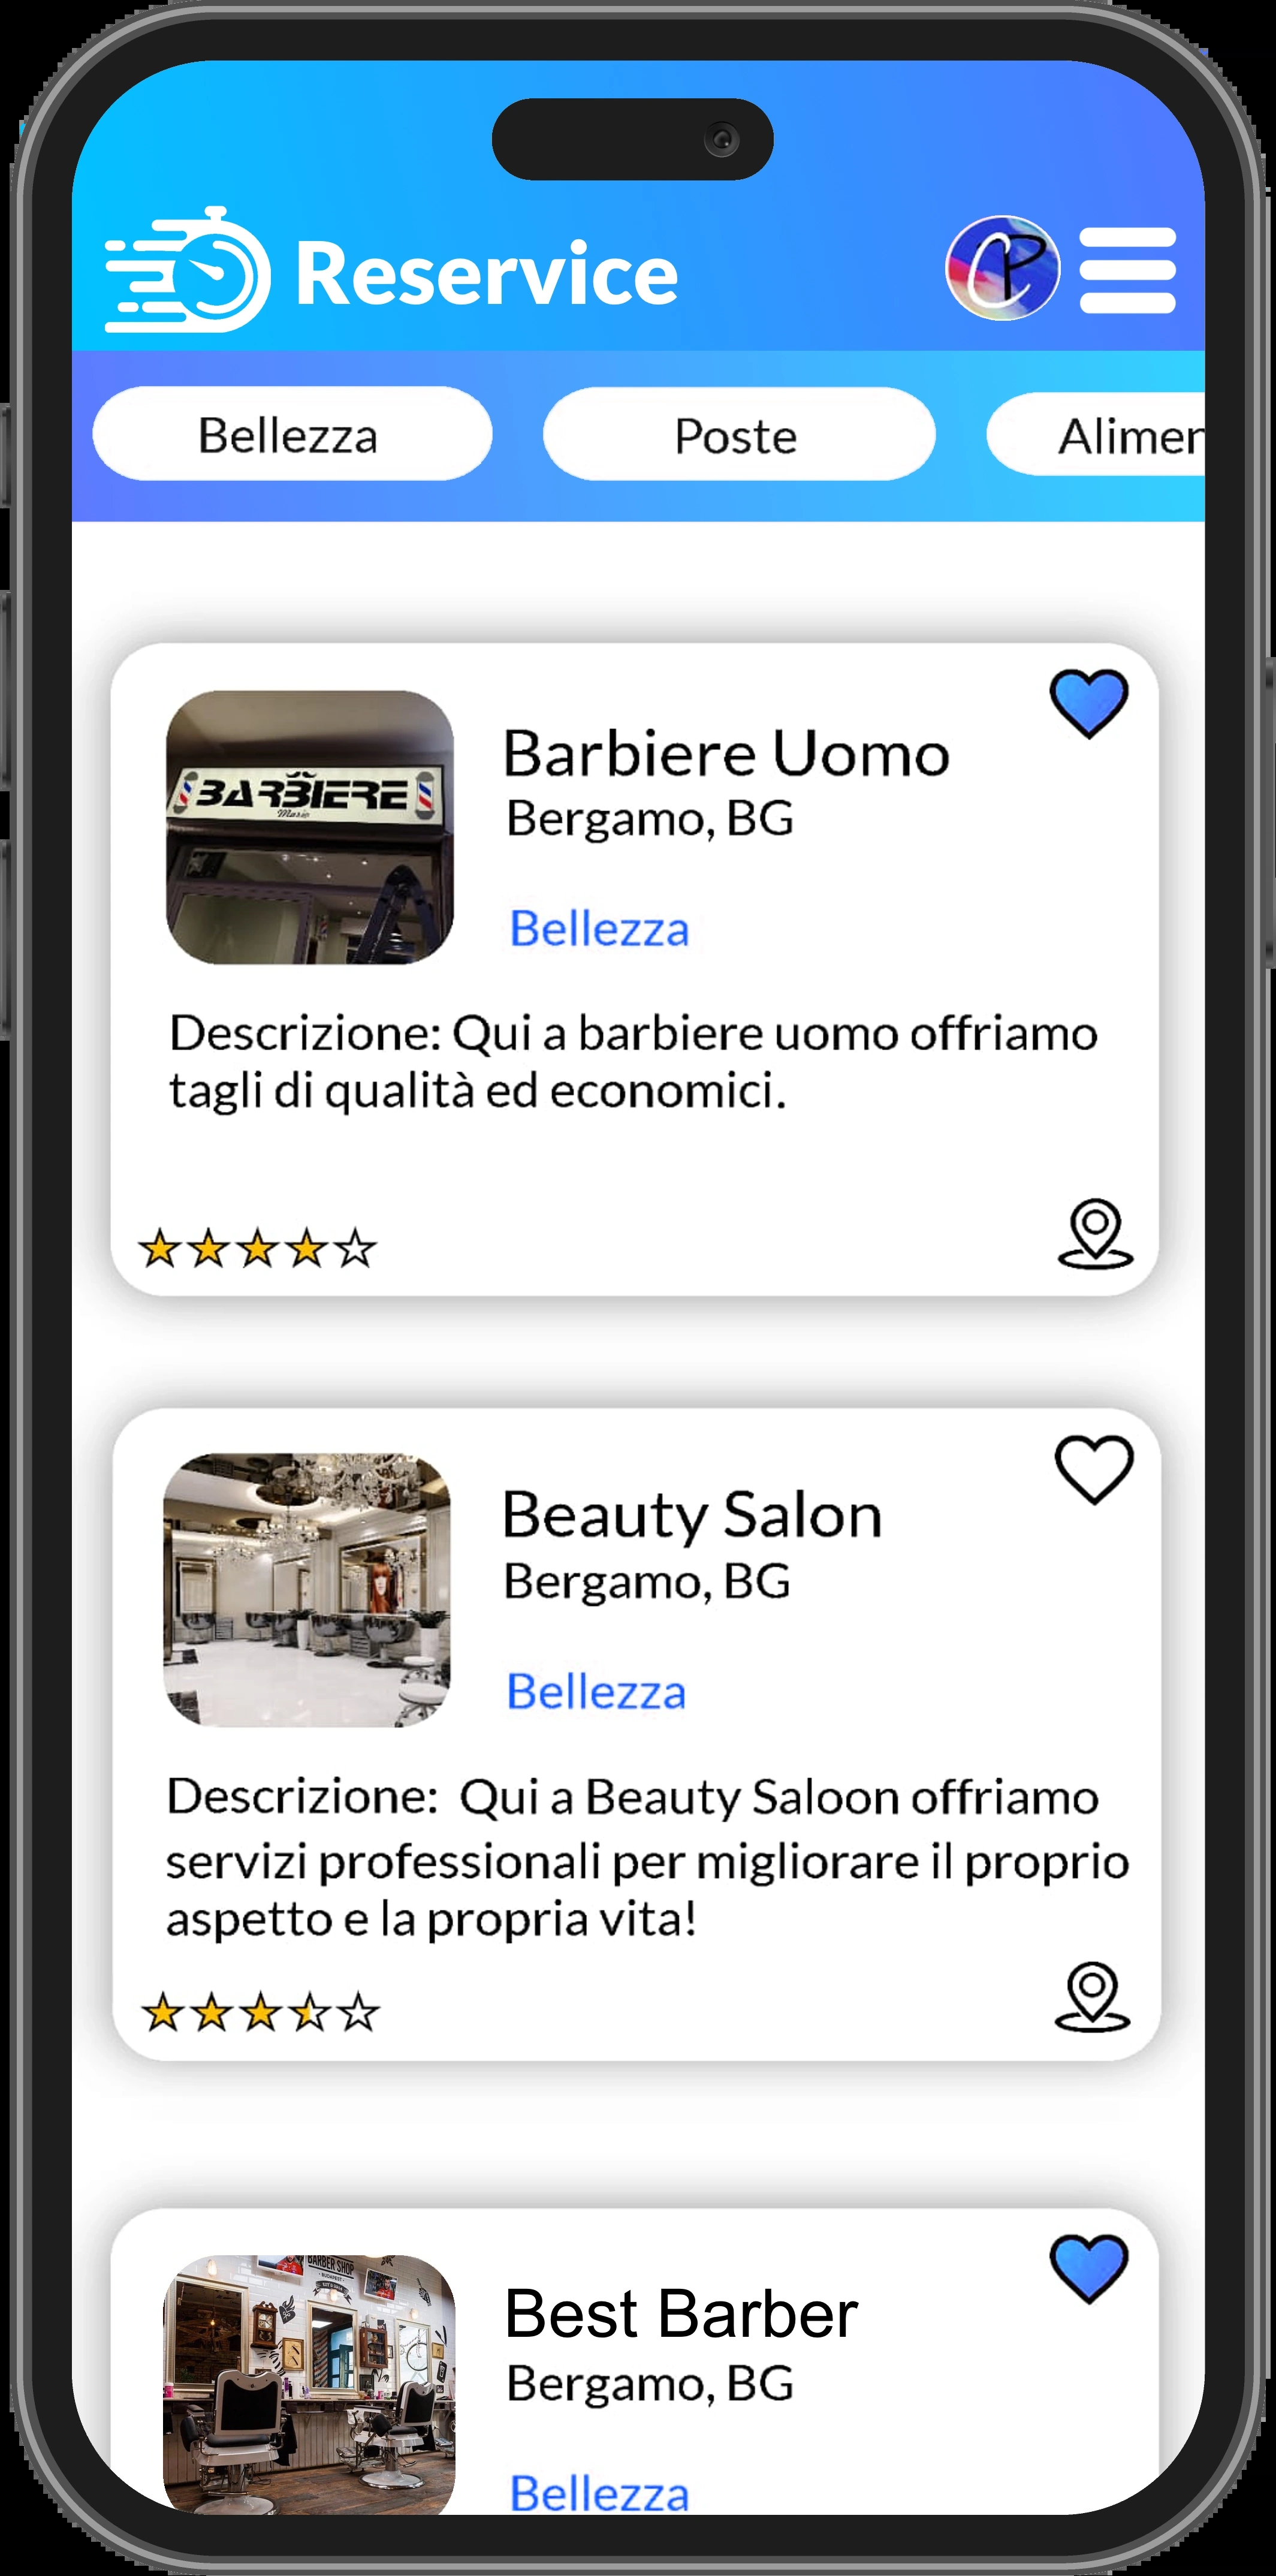 Reservice
CP
Bellezza
Poste
Alimen
BARBIERE
Mario
Barbiere Uomo
Bergamo, BG
Bellezza
Descrizione: Qui a barbiere uomo offriamo
tagli di qualità ed economici.
Beauty Salon
Bergamo, BG
Bellezza
Descrizione: Qui a Beauty Saloon offriamo
servizi professionali per migliorare il proprio
aspetto e la propria vita!
BARBER SHOP
Best Barber
Bergamo, BG
Bellezza